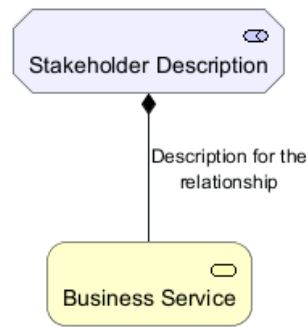 Stakeholder Description
Description for the
relationship
Business Service